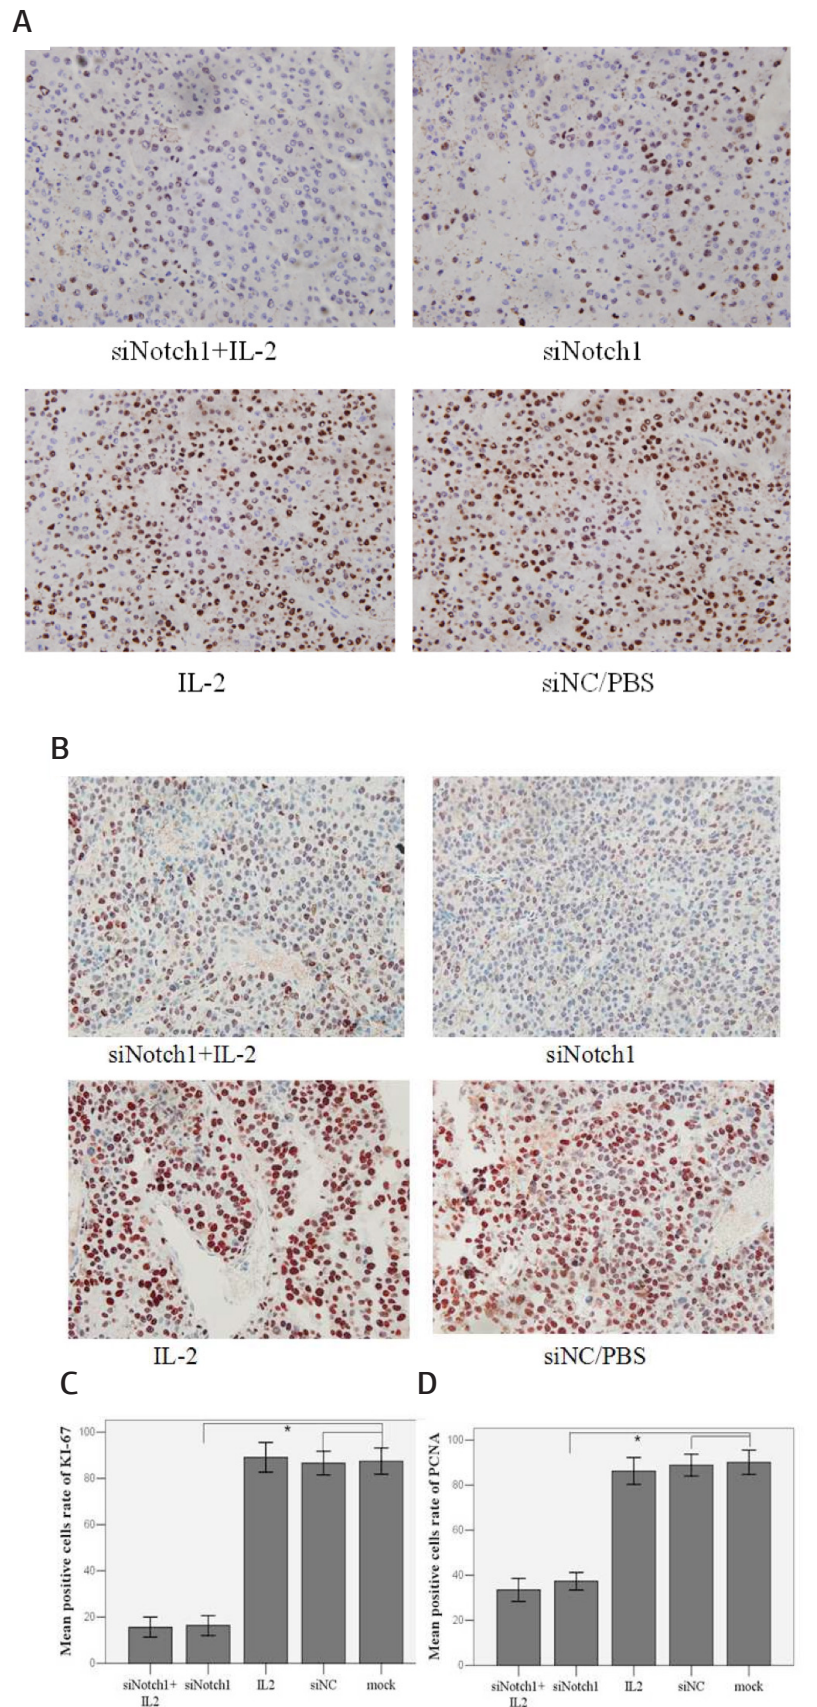 A
siNotch1+IL-2
siNotch1
IL-2
siNC/PBS
B
siNotch1+IL-2
siNotch1
IL-2
siNC/PBS
C
Mean positive cells rate of KI-67
100
80
60
40
20
0
*
siNotch1+
IL2
siNotch1
IL2
siNC
mock
D
Mean positive cells rate of PCNA
100
80
60
40
20
0
*
siNotch1+
IL2
siNotch1
IL2
siNC
mock